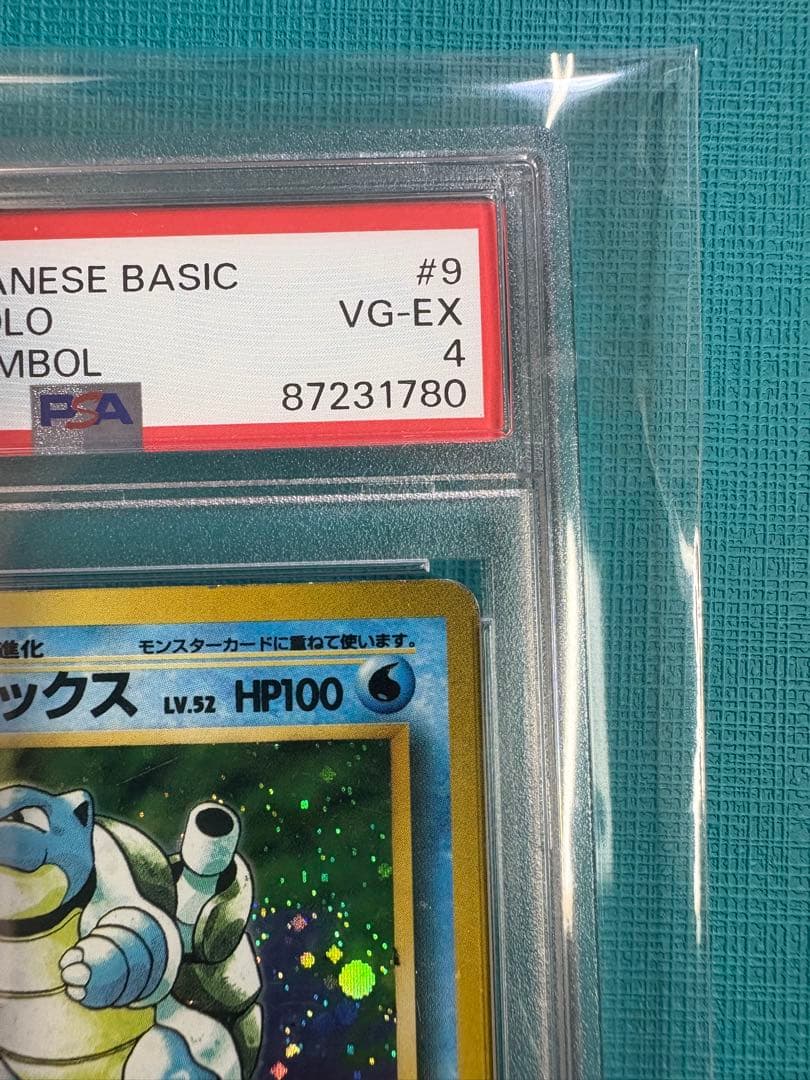 ANESE BASIC #9
OLO VG-EX
MBOL 4
PSA 87231780
進化 モンスターカードに重ねて使います。
ックス LV.52 HP100